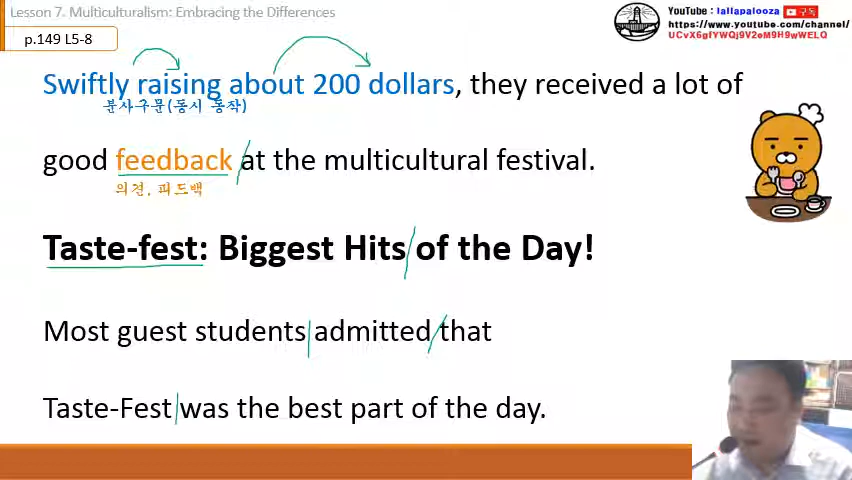 Lesson 7. Multiculturalism: Embracing the Differences
p.149 L5-8
YouTube : lallapalooza 구독
https://www.youtube.com/channel/
UCvX6gfYWQj9V2eM9H9wWELQ
Swiftly raising about 200 dollars, they received a lot of
분사구문(동시 동작)
good feedback at the multicultural festival.
의견, 피드백
Taste-fest: Biggest Hits of the Day!
Most guest students admitted that
Taste-Fest was the best part of the day.